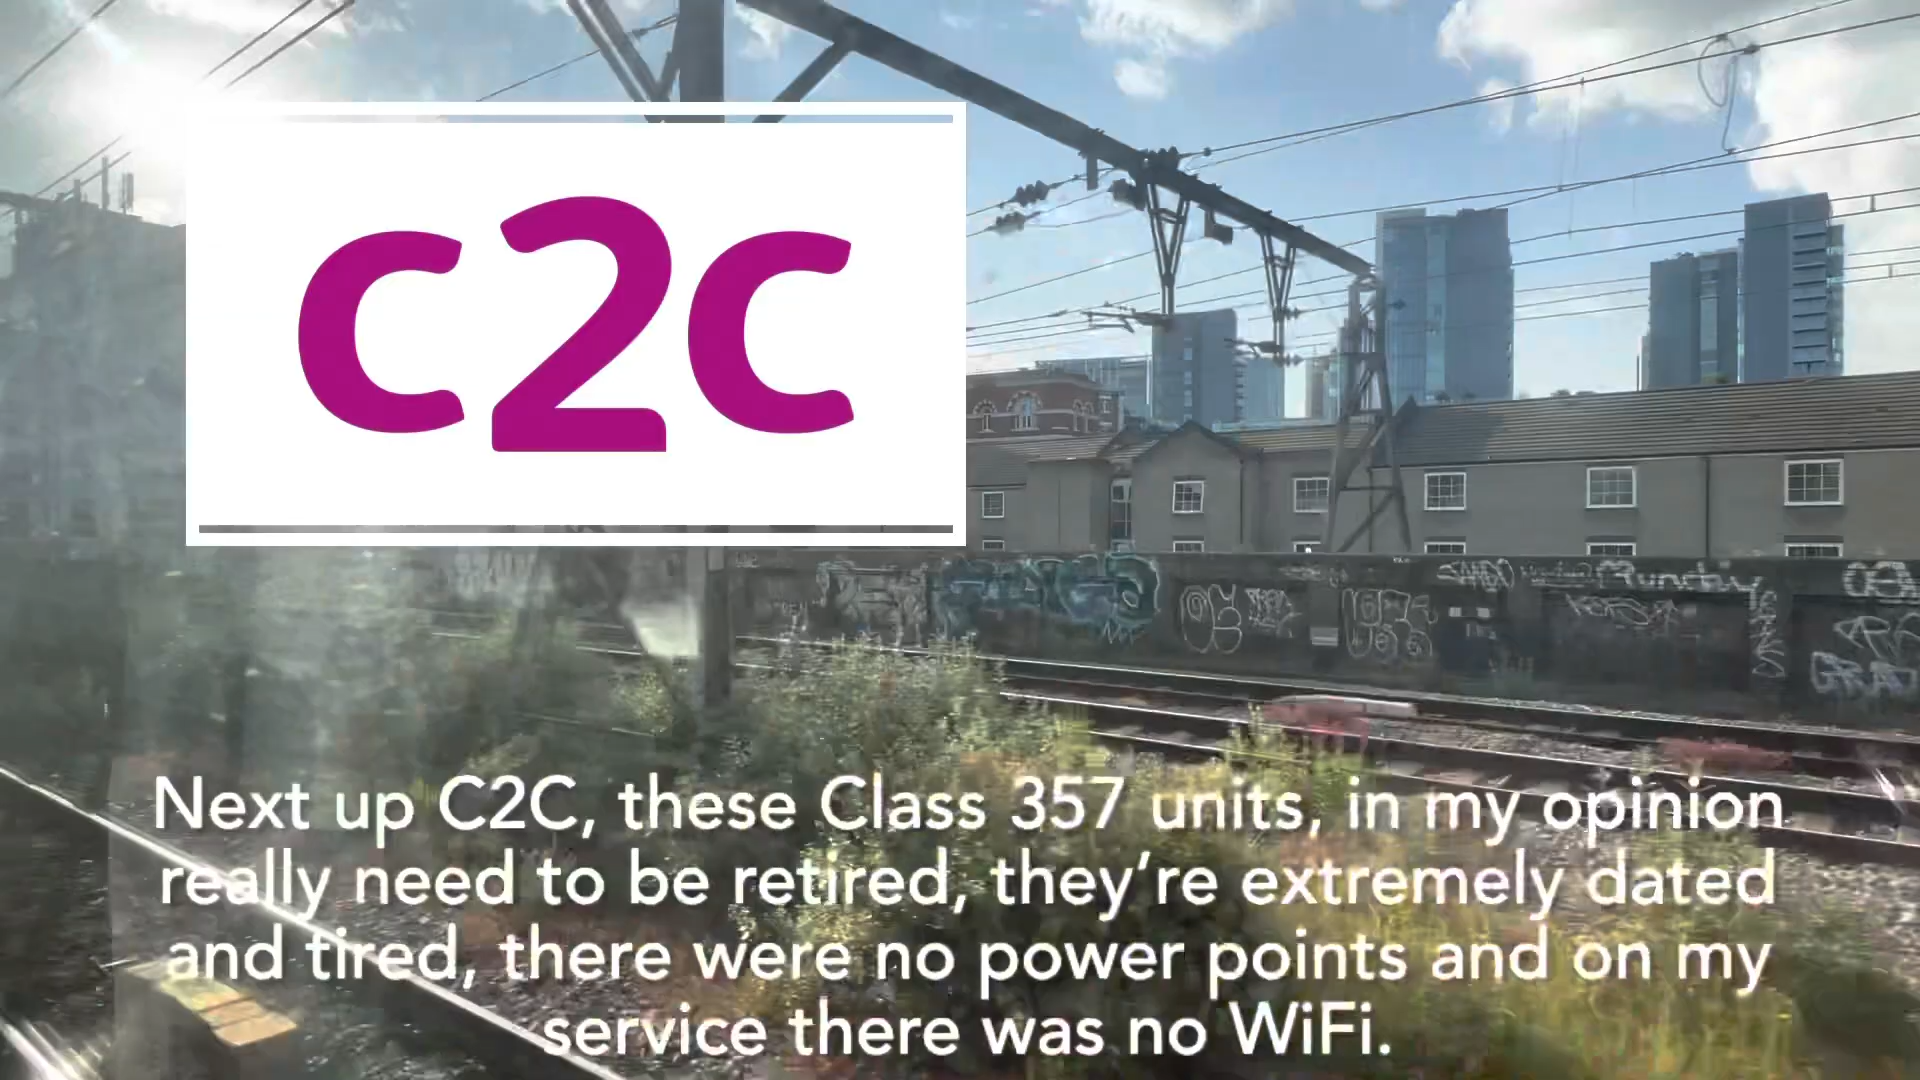 c2c
Munday
Next up C2C, these Class 357 units, in my opinion
really need to be retired, they're extremely dated
and tired, there were no power points and on my
service there was no WiFi.